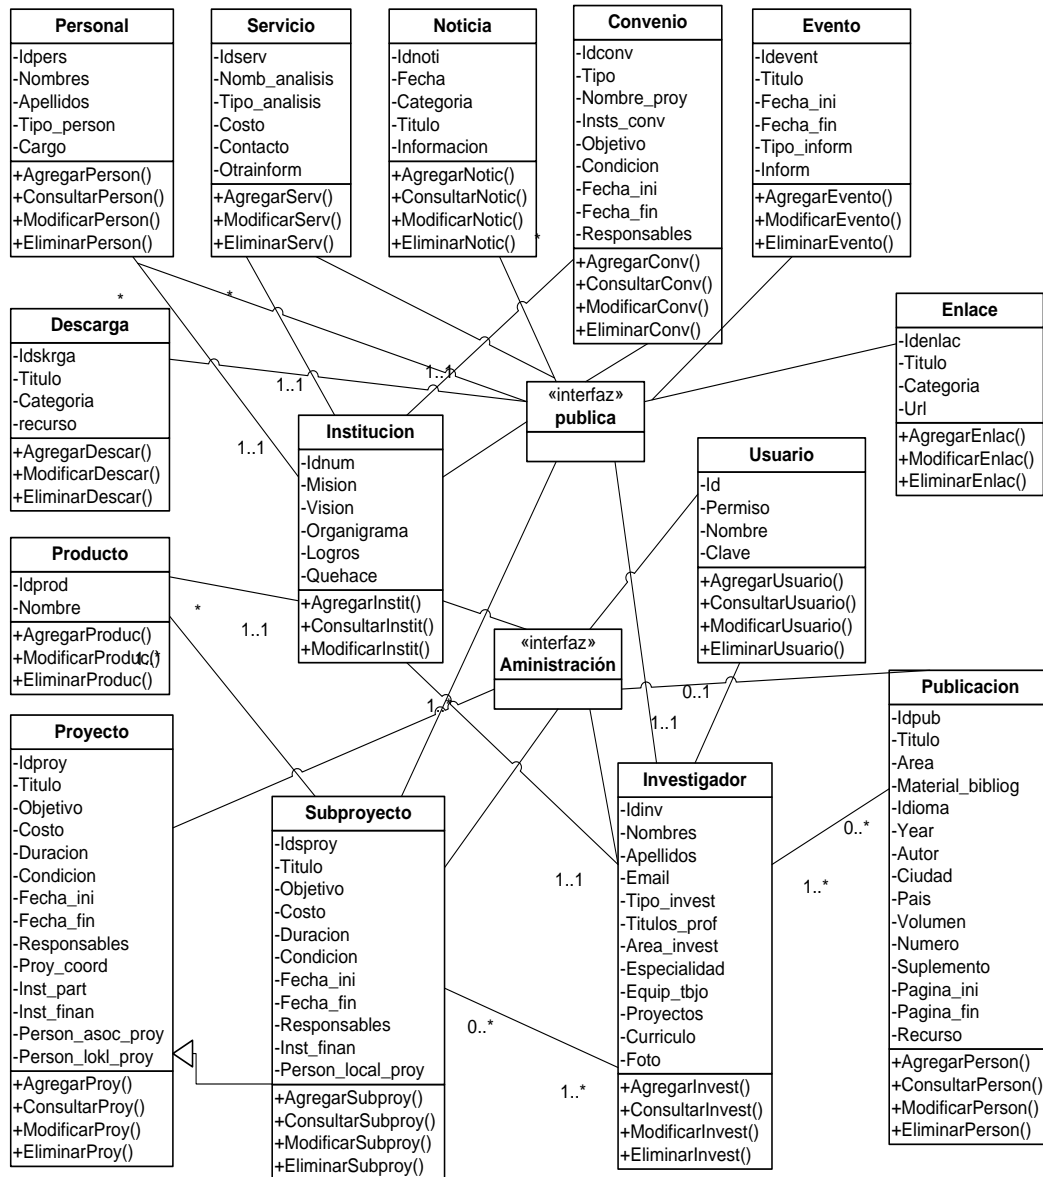 Personal
-Idpers
-Nombres
-Apellidos
-Tipo_person
-Cargo
+AgregarPerson()
+ConsultarPerson()
+ModificarPerson()
+EliminarPerson()
Servicio
-Idserv
-Nomb_analisis
-Tipo_analisis
-Costo
-Contacto
-Otrainform
+AgregarServ()
+ModificarServ()
+EliminarServ()
Noticia
-Idnoti
-Fecha
-Categoria
-Titulo
-Informacion
+AgregarNotic()
+ConsultarNotic()
+ModificarNotic()
+EliminarNotic()
*
Convenio
-Idconv
-Tipo
-Nombre_proy
-Insts_conv
-Objetivo
-Condicion
-Fecha_ini
-Fecha_fin
-Responsables
+AgregarConv()
+ConsultarConv()
+ModificarConv()
+EliminarConv()
Evento
-Idevent
-Titulo
-Fecha_ini
-Fecha_fin
-Tipo_inform
-Inform
+AgregarEvento()
+ModificarEvento()
+EliminarEvento()
*
*
Descarga
-Idskrga
-Titulo
-Categoria
-recurso
+AgregarDescar()
+ModificarDescar()
+EliminarDescar()
1..1
1..1
1..1
Institucion
-Idnum
-Mision
-Vision
-Organigrama
-Logros
-Quehace
+AgregarInstit()
+ConsultarInstit()
+ModificarInstit()
«interfaz»
publica
Enlace
-Idenlac
-Titulo
-Categoria
-Url
+AgregarEnlac()
+ModificarEnlac()
+EliminarEnlac()
Usuario
-Id
-Permiso
-Nombre
-Clave
+AgregarUsuario()
+ConsultarUsuario()
+ModificarUsuario()
+EliminarUsuario()
Producto
-Idprod
-Nombre
+AgregarProduc()
+ModificarProduc()
+EliminarProduc()
*
1..1
1..*
«interfaz»
Aministración
0..1
1..*
1..1
Proyecto
-Idproy
-Titulo
-Objetivo
-Costo
-Duracion
-Condicion
-Fecha_ini
-Fecha_fin
-Responsables
-Proy_coord
-Inst_part
-Inst_finan
-Person_asoc_proy
-Person_lokl_proy
+AgregarProy()
+ConsultarProy()
+ModificarProy()
+EliminarProy()
Subproyecto
-Idsproy
-Titulo
-Objetivo
-Costo
-Duracion
-Condicion
-Fecha_ini
-Fecha_fin
-Responsables
-Inst_finan
-Person_local_proy
+AgregarSubproy()
+ConsultarSubproy()
+ModificarSubproy()
+EliminarSubproy()
1..1
0..*
1..*
Investigador
-Idinv
-Nombres
-Apellidos
-Email
-Tipo_invest
-Titulos_prof
-Area_invest
-Especialidad
-Equip_tbjo
-Proyectos
-Curriculo
-Foto
+AgregarInvest()
+ConsultarInvest()
+ModificarInvest()
+EliminarInvest()
0..*
1..*
Publicacion
-Idpub
-Titulo
-Area
-Material_bibliog
-Idioma
-Year
-Autor
-Ciudad
-Pais
-Volumen
-Numero
-Suplemento
-Pagina_ini
-Pagina_fin
-Recurso
+AgregarPerson()
+ConsultarPerson()
+ModificarPerson()
+EliminarPerson()